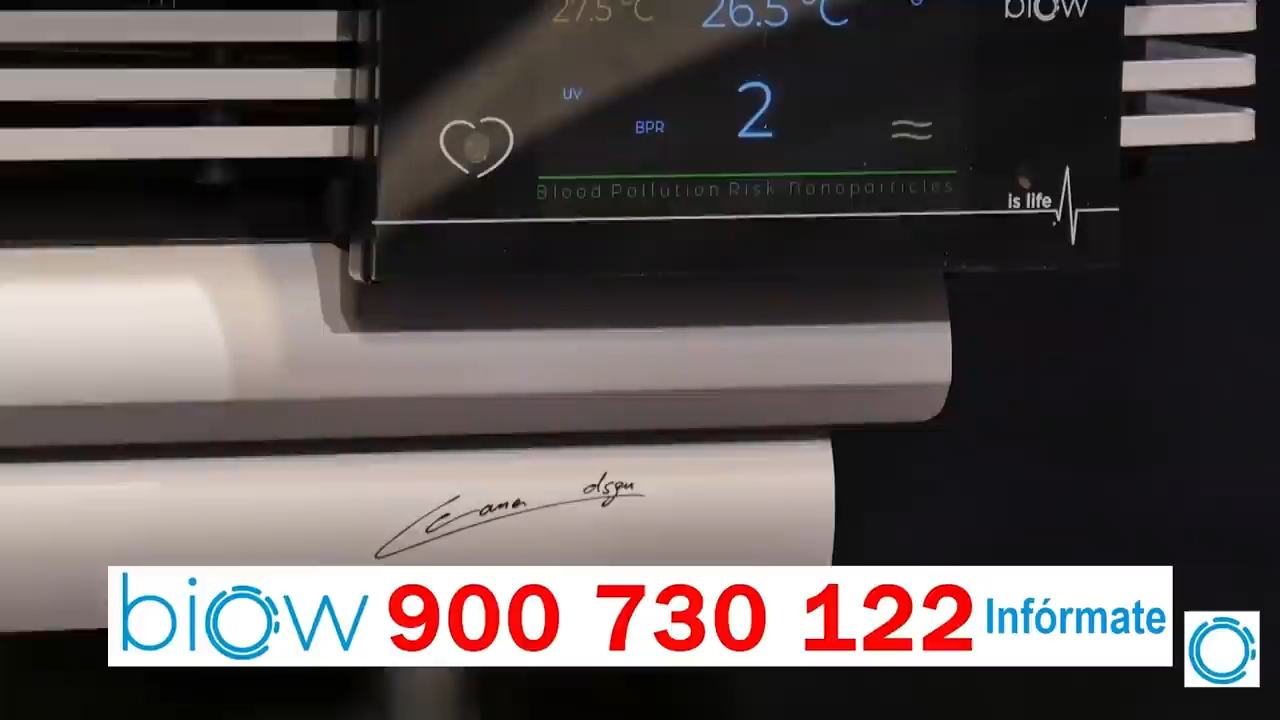 27.5 °C 26.5 °C
biow
UV
BPR 2
Blood Pollution Risk Nanoparticles
is life
biow 900 730 122 Infórmate